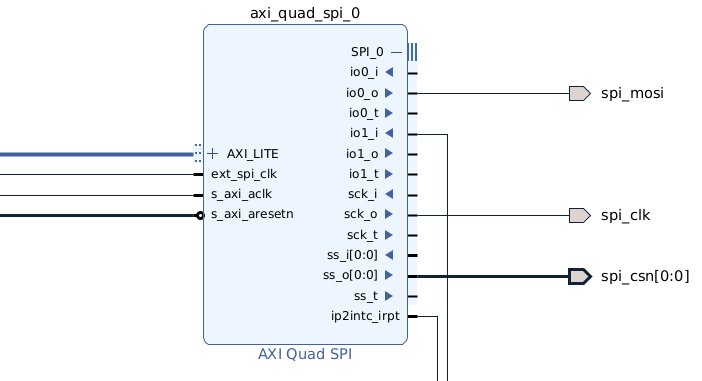 axi_quad_spi_0
SPI_0
io0_i
io0_o
spi_mosi
io0_t
io1_i
io1_o
AXI_LITE
io1_t
ext_spi_clk
sck_i
s_axi_aclk
sck_o
s_axi_aresetn
spi_clk
sck_t
ss_i[0:0]
ss_o[0:0]
spi_csn[0:0]
ss_t
ip2intc_irpt
AXI Quad SPI